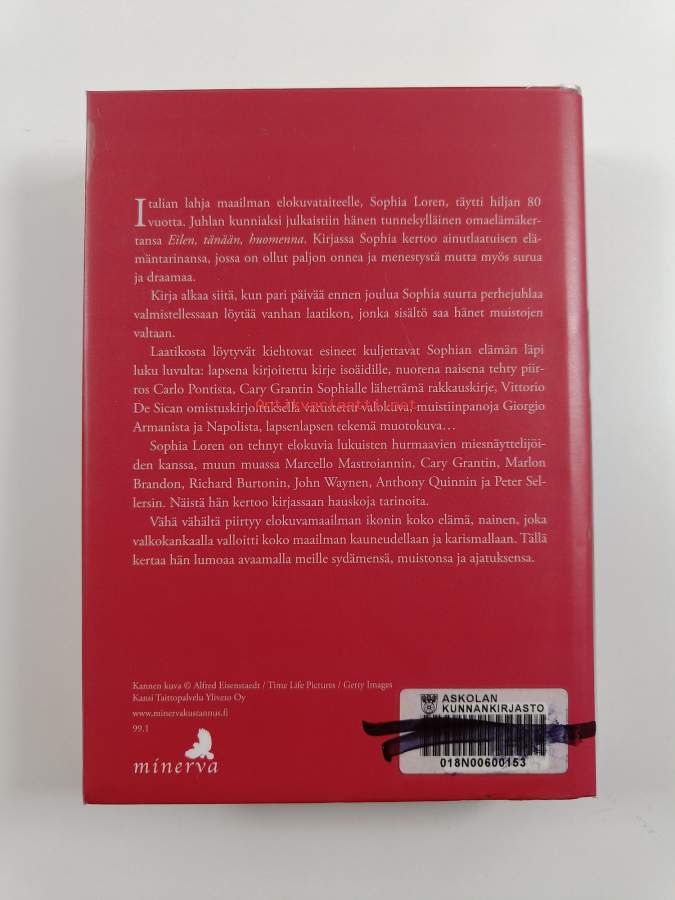 Italian lahja maailman elokuvataiteelle, Sophia Loren, täytti hiljan 80
vuotta. Juhlan kunniaksi julkaistiin hänen tunnekylläinen omaelämäker-
tansa Eilen, tänään, huomenna. Kirjassa Sophia kertoo ainutlaatuisen elä-
mäntarinansa, jossa on ollut paljon onnea ja menestystä mutta myös surua
ja draamaa.
Kirja alkaa siitä, kun pari päivää ennen joulua Sophia suurta perhejuhlaa
valmistellessaan löytää vanhan laatikon, jonka sisältö saa hänet muistojen
valtaan.
Laatikosta löytyvät kiehtovat esineet kuljettavat Sophian elämän läpi
luku luvulta: lapsena kirjoitettu kirje isoäidille, nuorena naisena tehty piir-
ros Carlo Pontista, Cary Grantin Sophialle lähettämä rakkauskirje, Vittorio
De Sican omistuskirjoituksella varustettu valokuva, muistiinpanoja Giorgio
Antikvariaatti.net
Armanista ja Napolista, lapsenlapsen tekemä muotokuva…
Sophia Loren on tehnyt elokuvia lukuisten hurmaavien miesnäyttelijöi-
den kanssa, muun muassa Marcello Mastroiannin, Cary Grantin, Marlon
Brandon, Richard Burtonin, John Waynen, Anthony Quinnin ja Peter Sel-
lersin. Näistä hän kertoo kirjassaan hauskoja tarinoita.
Vähä vähältä piirtyy elokuvamaailman ikonin koko elämä, nainen, joka
valkokankaalla valloitti koko maailman kauneudellaan ja karismallaan. Tällä
kertaa hän lumoaa avaamalla meille sydämensä, muistonsa ja ajatuksensa.
Kannen kuva © Alfred Eisenstaedt / Time Life Pictures / Getty Images
Kansi Taittopalvelu Yliveto Oy
www.minervakustannus.fi
99.1
minerva
ASKOLAN
KUNNANKIRJASTO
018N00600153